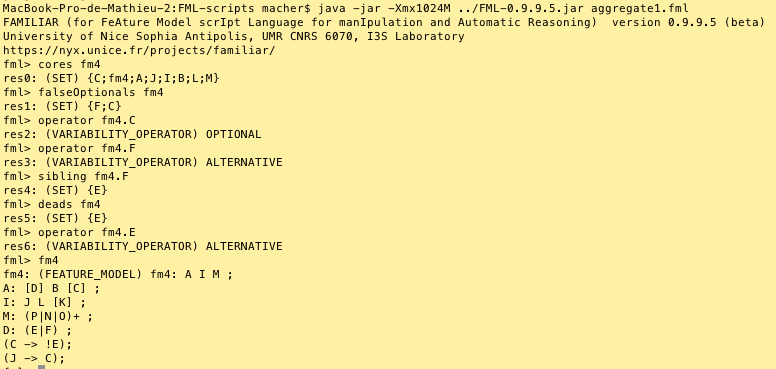 MacBook-Pro-de-Mathieu-2:FML-scripts macher$ java -jar -Xmx1024M ../FML-0.9.9.5.jar aggregate1.fml
FAMILIAR (for FeAture Model scrIpt Language for manIpulation and Automatic Reasoning)  version 0.9.9.5 (beta)
University of Nice Sophia Antipolis, UMR CNRS 6070, I3S Laboratory
https://nyx.unice.fr/projects/familiar/
fml> cores fm4
res0: (SET) {C;fm4;A;J;I;B;L;M}
fml> falseOptionals fm4
res1: (SET) {F;C}
fml> operator fm4.C
res2: (VARIABILITY_OPERATOR) OPTIONAL
fml> operator fm4.F
res3: (VARIABILITY_OPERATOR) ALTERNATIVE
fml> sibling fm4.F
res4: (SET) {E}
fml> deads fm4
res5: (SET) {E}
fml> operator fm4.E
res6: (VARIABILITY_OPERATOR) ALTERNATIVE
fml> fm4
fm4: (FEATURE_MODEL) fm4: A I M ;
A: [D] B [C] ;
I: J L [K] ;
M: (P|N|O)+ ;
D: (E|F) ;
(C -> !E);
(J -> C);